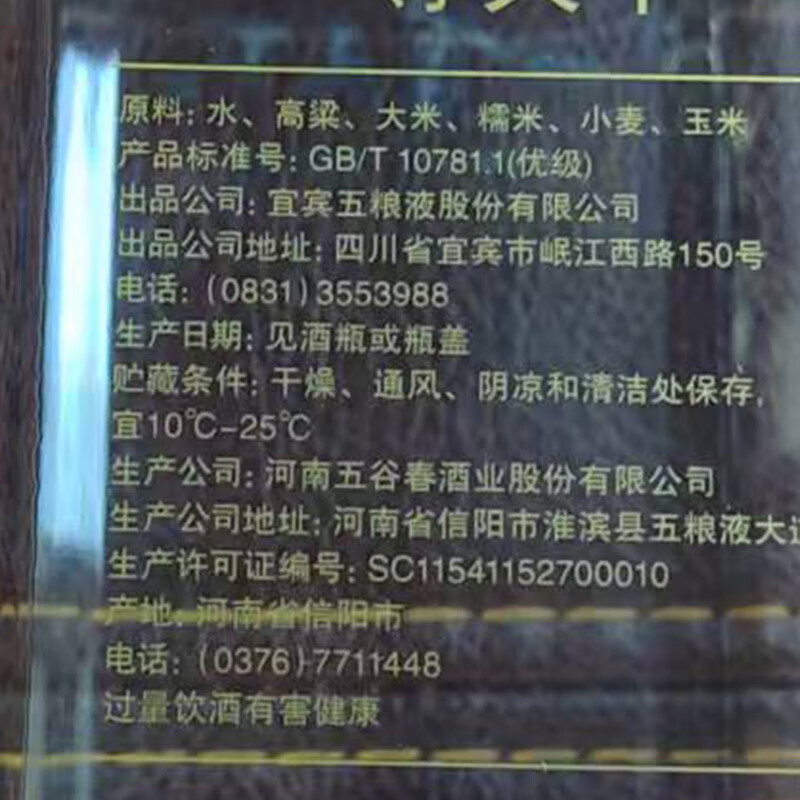 原料: 水、高粱、大米、糯米、小麦、玉米
产品标准号: GB/T 10781.1(优级)
出品公司: 宜宾五粮液股份有限公司
出品公司地址: 四川省宜宾市岷江西路150号
电话: (0831)3553988
生产日期: 见酒瓶或瓶盖
贮藏条件: 干燥、通风、阴凉和清洁处保存,
宜10℃-25℃
生产公司: 河南五谷春酒业股份有限公司
生产公司地址: 河南省信阳市淮滨县五粮液大
生产许可证编号: SC11541152700010
产地: 河南省信阳市
电话: (0376)7711448
过量饮酒有害健康